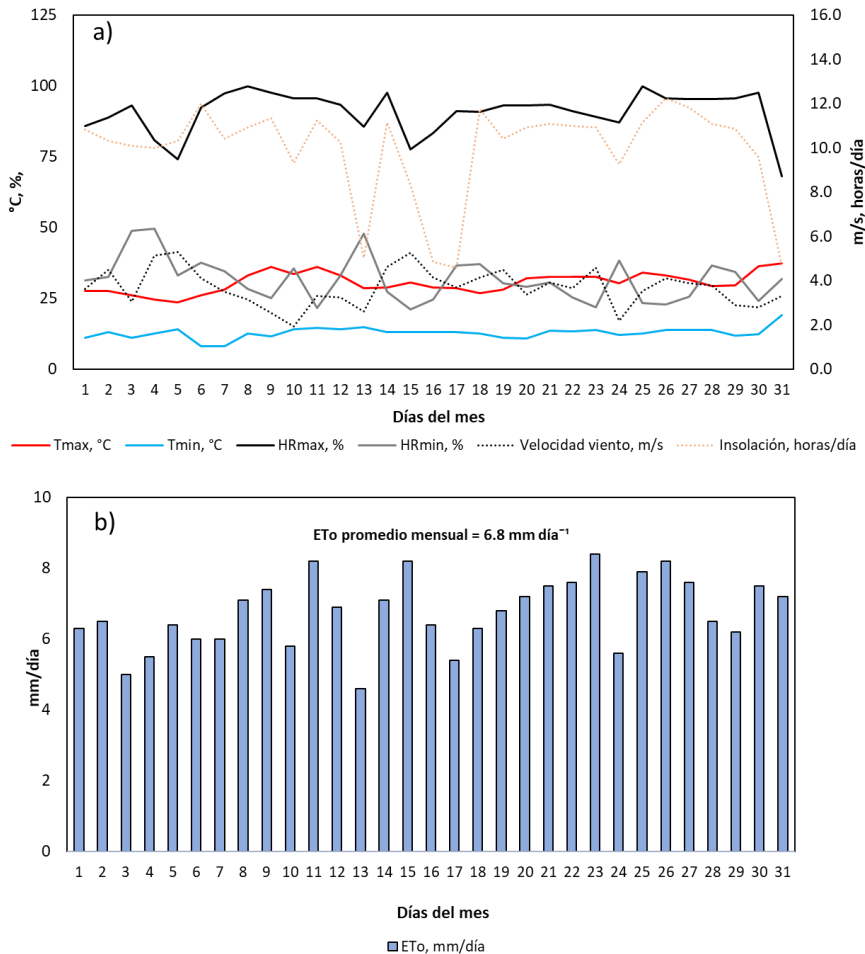 a)
125
100
75
50
25
0
°C, %,
16.0
14.0
12.0
10.0
8.0
6.0
4.0
2.0
0.0
m/s, horas/día
1 2 3 4 5 6 7 8 9 10 11 12 13 14 15 16 17 18 19 20 21 22 23 24 25 26 27 28 29 30 31
Días del mes
Tmax, °C Tmin, °C HRmax, % HRmin, % Velocidad viento, m/s Insolación, horas/día
b)
ETo promedio mensual = 6.8 mm día⁻¹
10
8
6
4
2
0
mm/día
1 2 3 4 5 6 7 8 9 10 11 12 13 14 15 16 17 18 19 20 21 22 23 24 25 26 27 28 29 30 31
Días del mes
ETo, mm/día